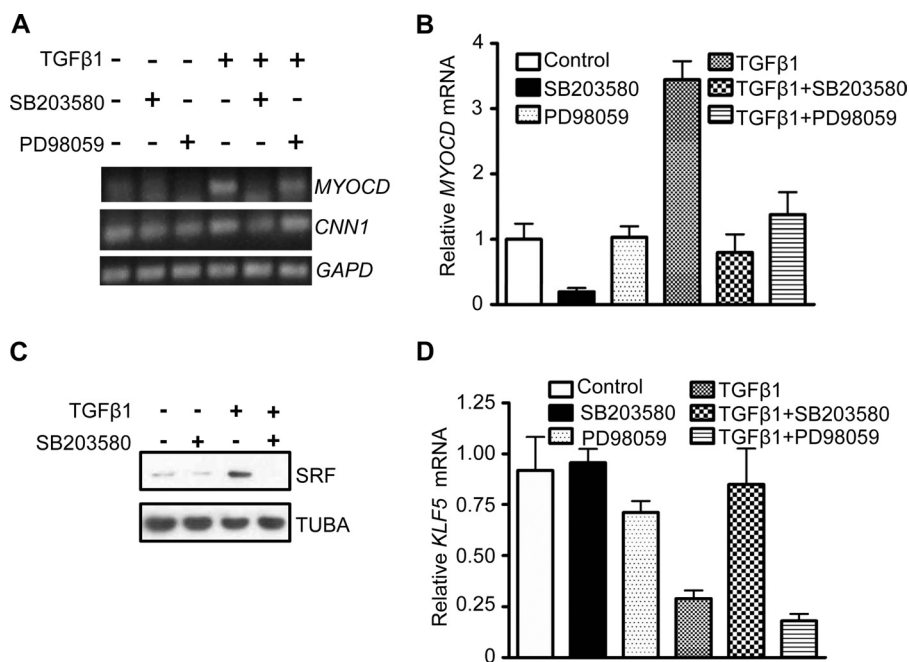 A
TGFβ1 - - - + + +
SB203580 - + - - + -
PD98059 - - + - - +
MYOCD
CNN1
GAPD
B
Relative MYOCD mRNA
4
3
2
1
0
Control
SB203580
PD98059
TGFβ1
TGFβ1+SB203580
TGFβ1+PD98059
C
TGFβ1 - - + +
SB203580 - + - +
SRF
TUBA
D
Relative KLF5 mRNA
1.25
1.00
0.75
0.50
0.25
0
Control
SB203580
PD98059
TGFβ1
TGFβ1+SB203580
TGFβ1+PD98059